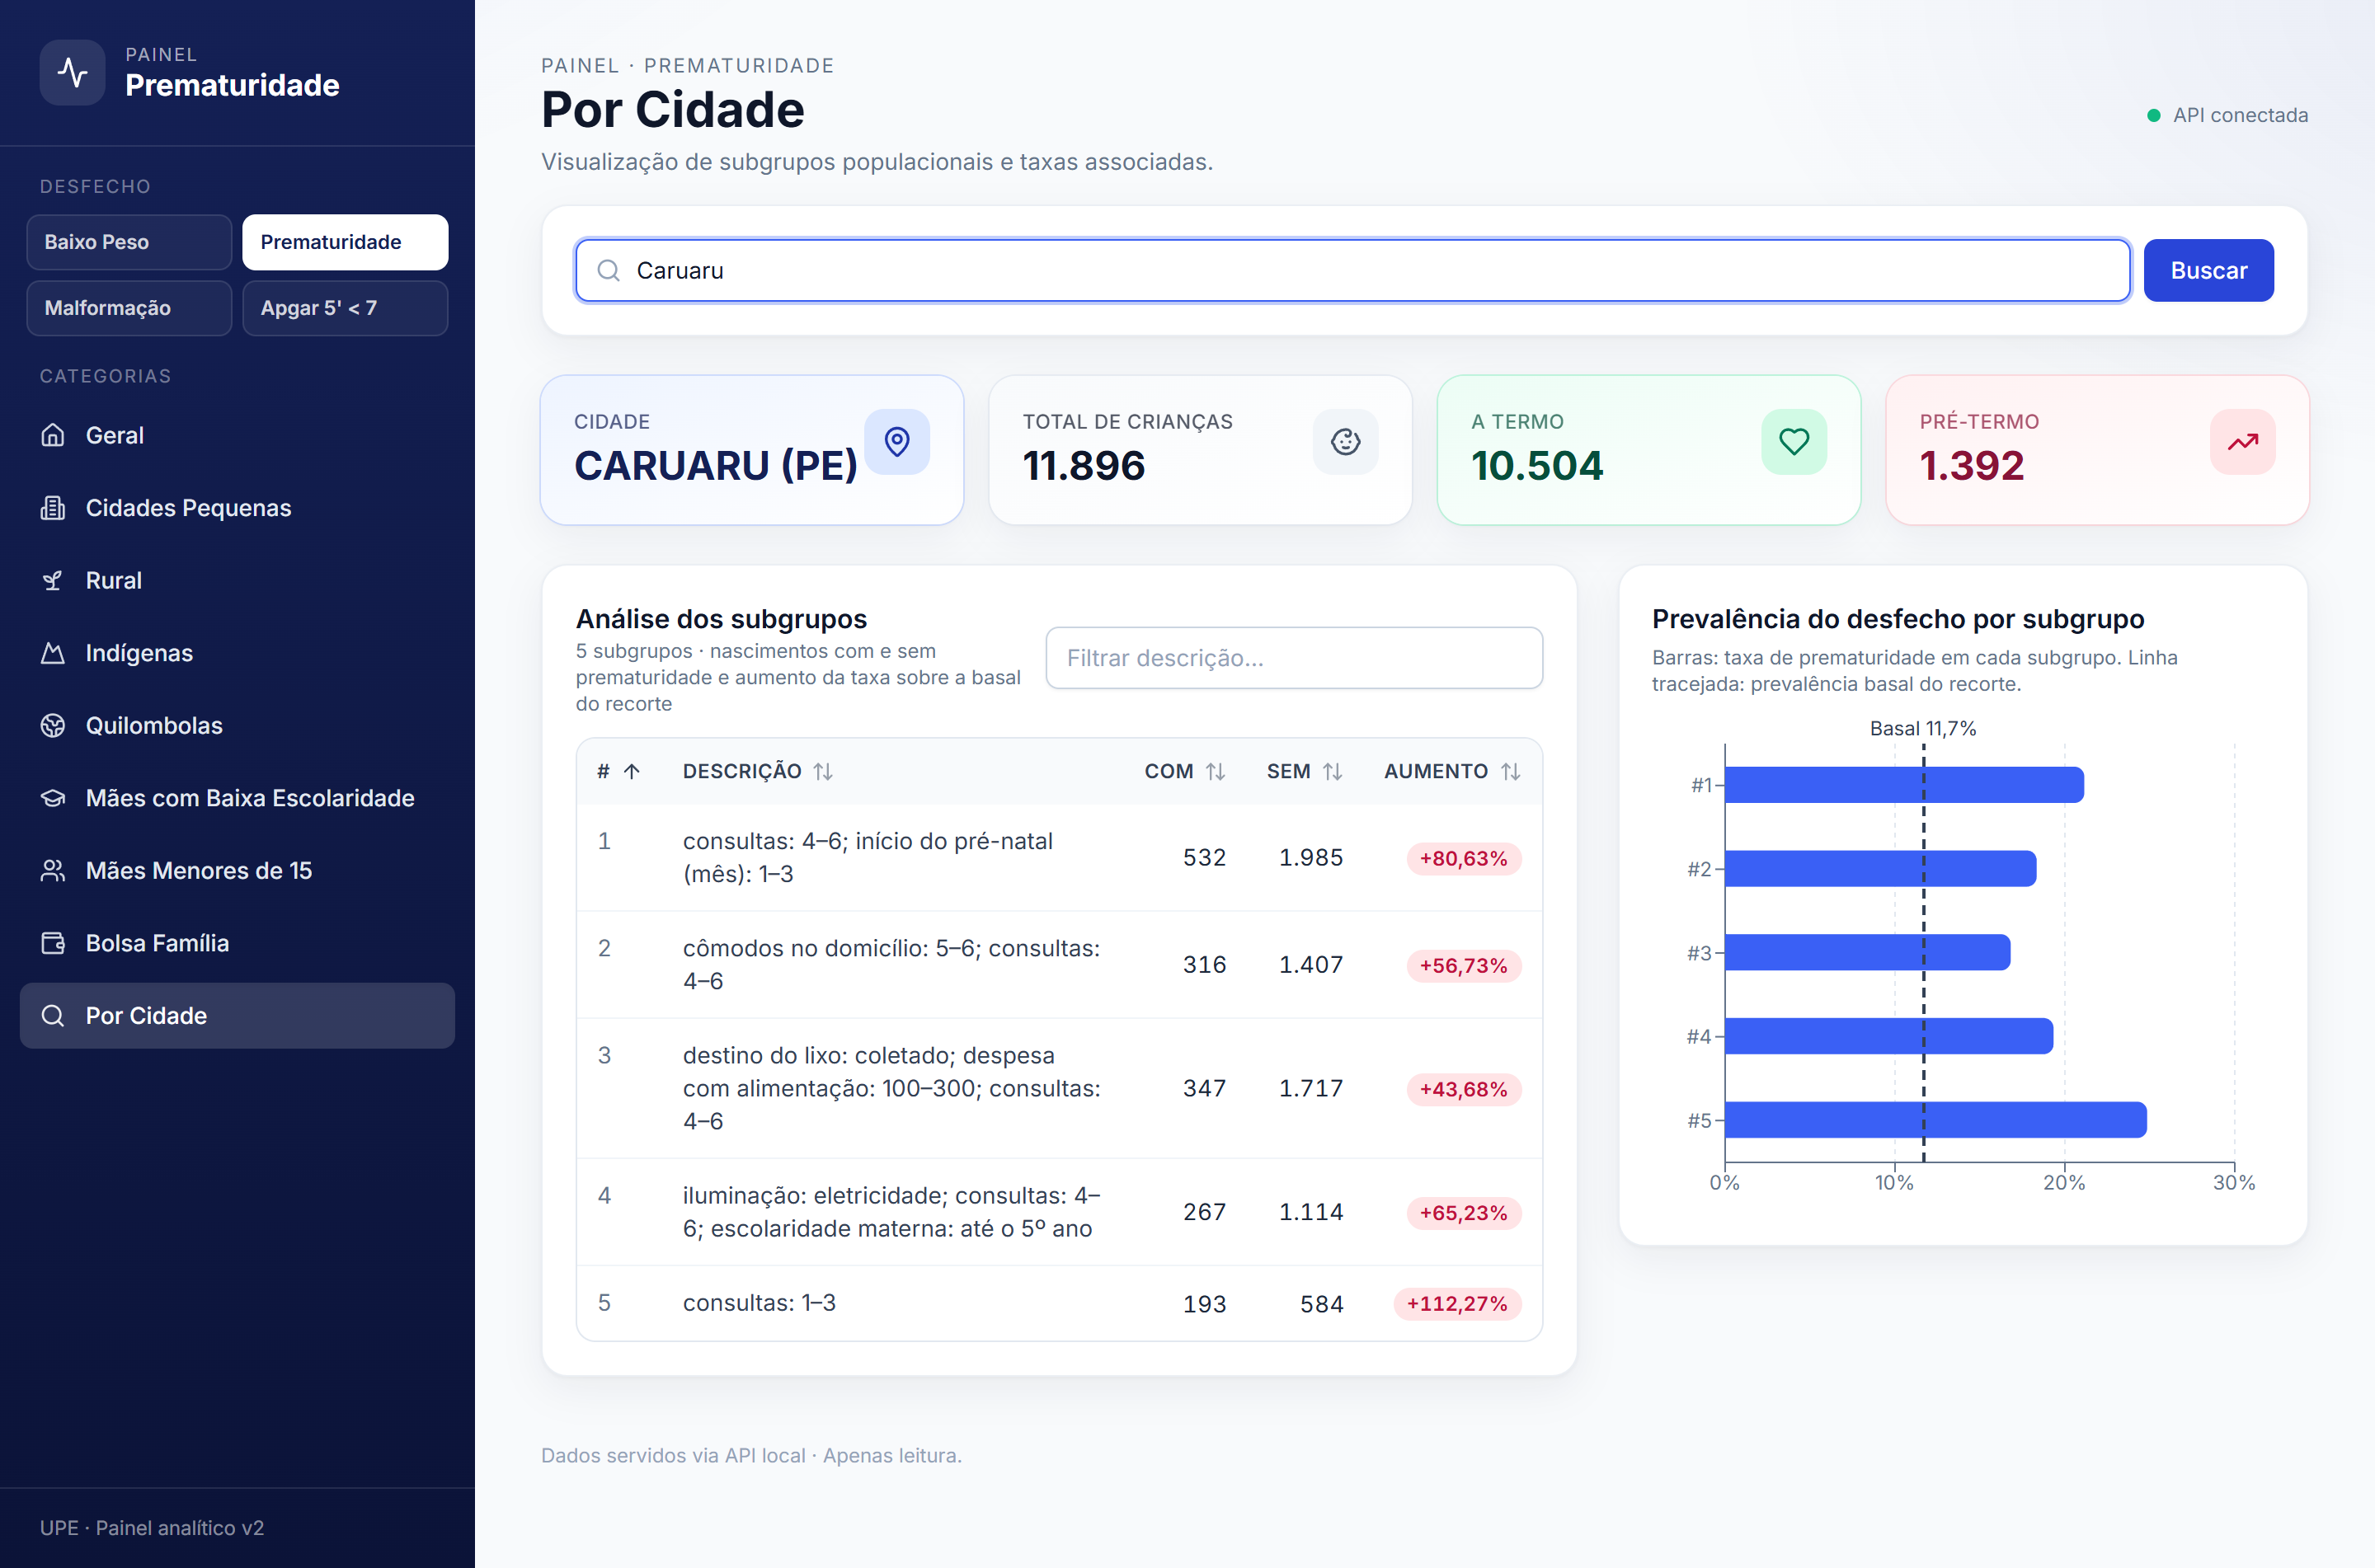 PAINEL
Prematuridade
DESFECHO
Baixo Peso
Prematuridade
Malformação
Apgar 5' < 7
CATEGORIAS
Geral
Cidades Pequenas
Rural
Indígenas
Quilombolas
Mães com Baixa Escolaridade
Mães Menores de 15
Bolsa Família
Por Cidade
UPE · Painel analítico v2
PAINEL · PREMATURIDADE
Por Cidade
Visualização de subgrupos populacionais e taxas associadas.
API conectada
Caruaru
Buscar
CIDADE
CARUARU (PE)
TOTAL DE CRIANÇAS
11.896
A TERMO
10.504
PRÉ-TERMO
1.392
Análise dos subgrupos
5 subgrupos · nascimentos com e sem
prematuridade e aumento da taxa sobre a basal
do recorte
Filtrar descrição...
# DESCRIÇÃO COM SEM AUMENTO
1 consultas: 4–6; início do pré-natal
(mês): 1–3
532 1.985 +80,63%
2 cômodos no domicílio: 5–6; consultas:
4–6
316 1.407 +56,73%
3 destino do lixo: coletado; despesa
com alimentação: 100–300; consultas:
4–6
347 1.717 +43,68%
4 iluminação: eletricidade; consultas: 4–
6; escolaridade materna: até o 5º ano
267 1.114 +65,23%
5 consultas: 1–3 193 584 +112,27%
Prevalência do desfecho por subgrupo
Barras: taxa de prematuridade em cada subgrupo. Linha
tracejada: prevalência basal do recorte.
Basal 11,7%
#1
#2
#3
#4
#5
0% 10% 20% 30%
Dados servidos via API local · Apenas leitura.